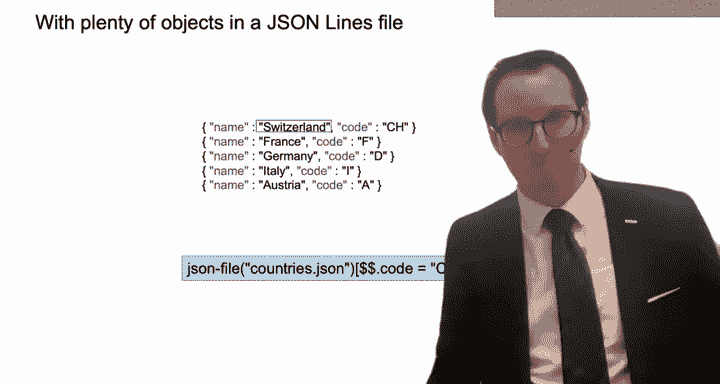 With plenty of objects in a JSON Lines file
{ "name" : "Switzerland", "code" : "CH" }
{ "name" : "France", "code" : "F" }
{ "name" : "Germany", "code" : "D" }
{ "name" : "Italy", "code" : "I" }
{ "name" : "Austria", "code" : "A" }
json-file("countries.json")[$$.code = "C